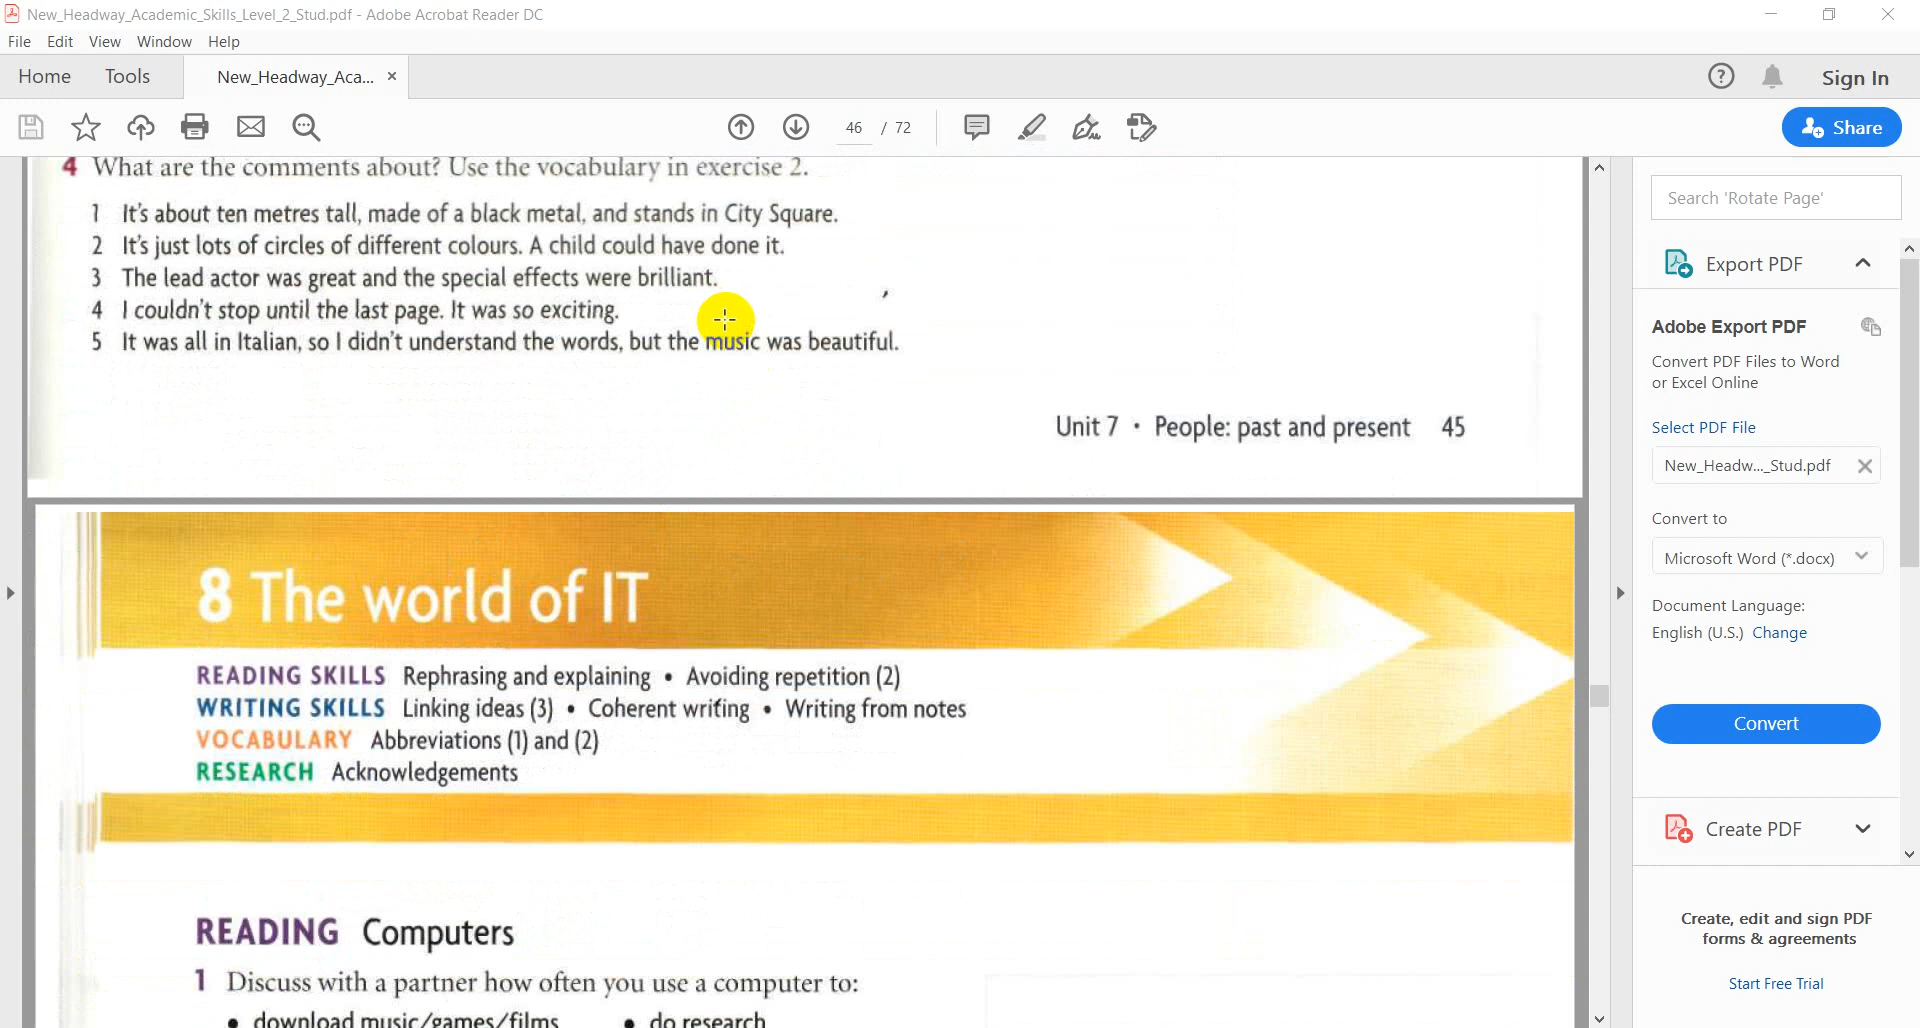 New_Headway_Academic_Skills_Level_2_Stud.pdf - Adobe Acrobat Reader DC
File Edit View Window Help
Home Tools New_Headway_Aca... × Sign In
46 / 72 Share
4 What are the comments about? Use the vocabulary in exercise 2.
1 It's about ten metres tall, made of a black metal, and stands in City Square.
2 It's just lots of circles of different colours. A child could have done it.
3 The lead actor was great and the special effects were brilliant.
4 I couldn't stop until the last page. It was so exciting.
5 It was all in Italian, so I didn't understand the words, but the music was beautiful.
Unit 7 • People: past and present 45
8 The world of IT
READING SKILLS Rephrasing and explaining • Avoiding repetition (2)
WRITING SKILLS Linking ideas (3) • Coherent writing • Writing from notes
VOCABULARY Abbreviations (1) and (2)
RESEARCH Acknowledgements
READING Computers
1 Discuss with a partner how often you use a computer to:
• download music/games/films • do research
Search 'Rotate Page'
Export PDF
Adobe Export PDF
Convert PDF Files to Word
or Excel Online
Select PDF File
New_Headw..._Stud.pdf
Convert to
Microsoft Word (*.docx)
Document Language:
English (U.S.) Change
Convert
Create PDF
Create, edit and sign PDF
forms & agreements
Start Free Trial